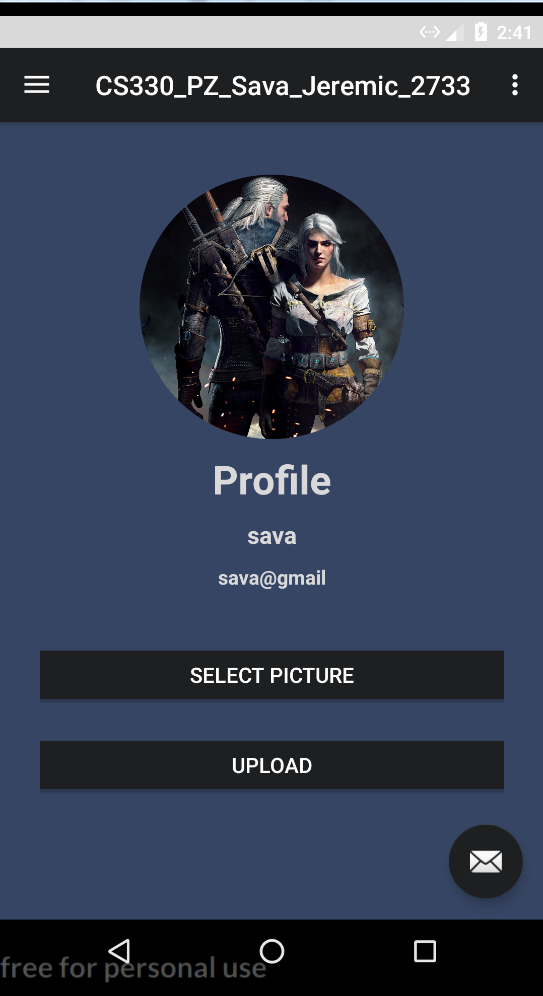 2:41
CS330_PZ_Sava_Jeremic_2733
Profile
sava
sava@gmail
SELECT PICTURE
UPLOAD
free for personal use